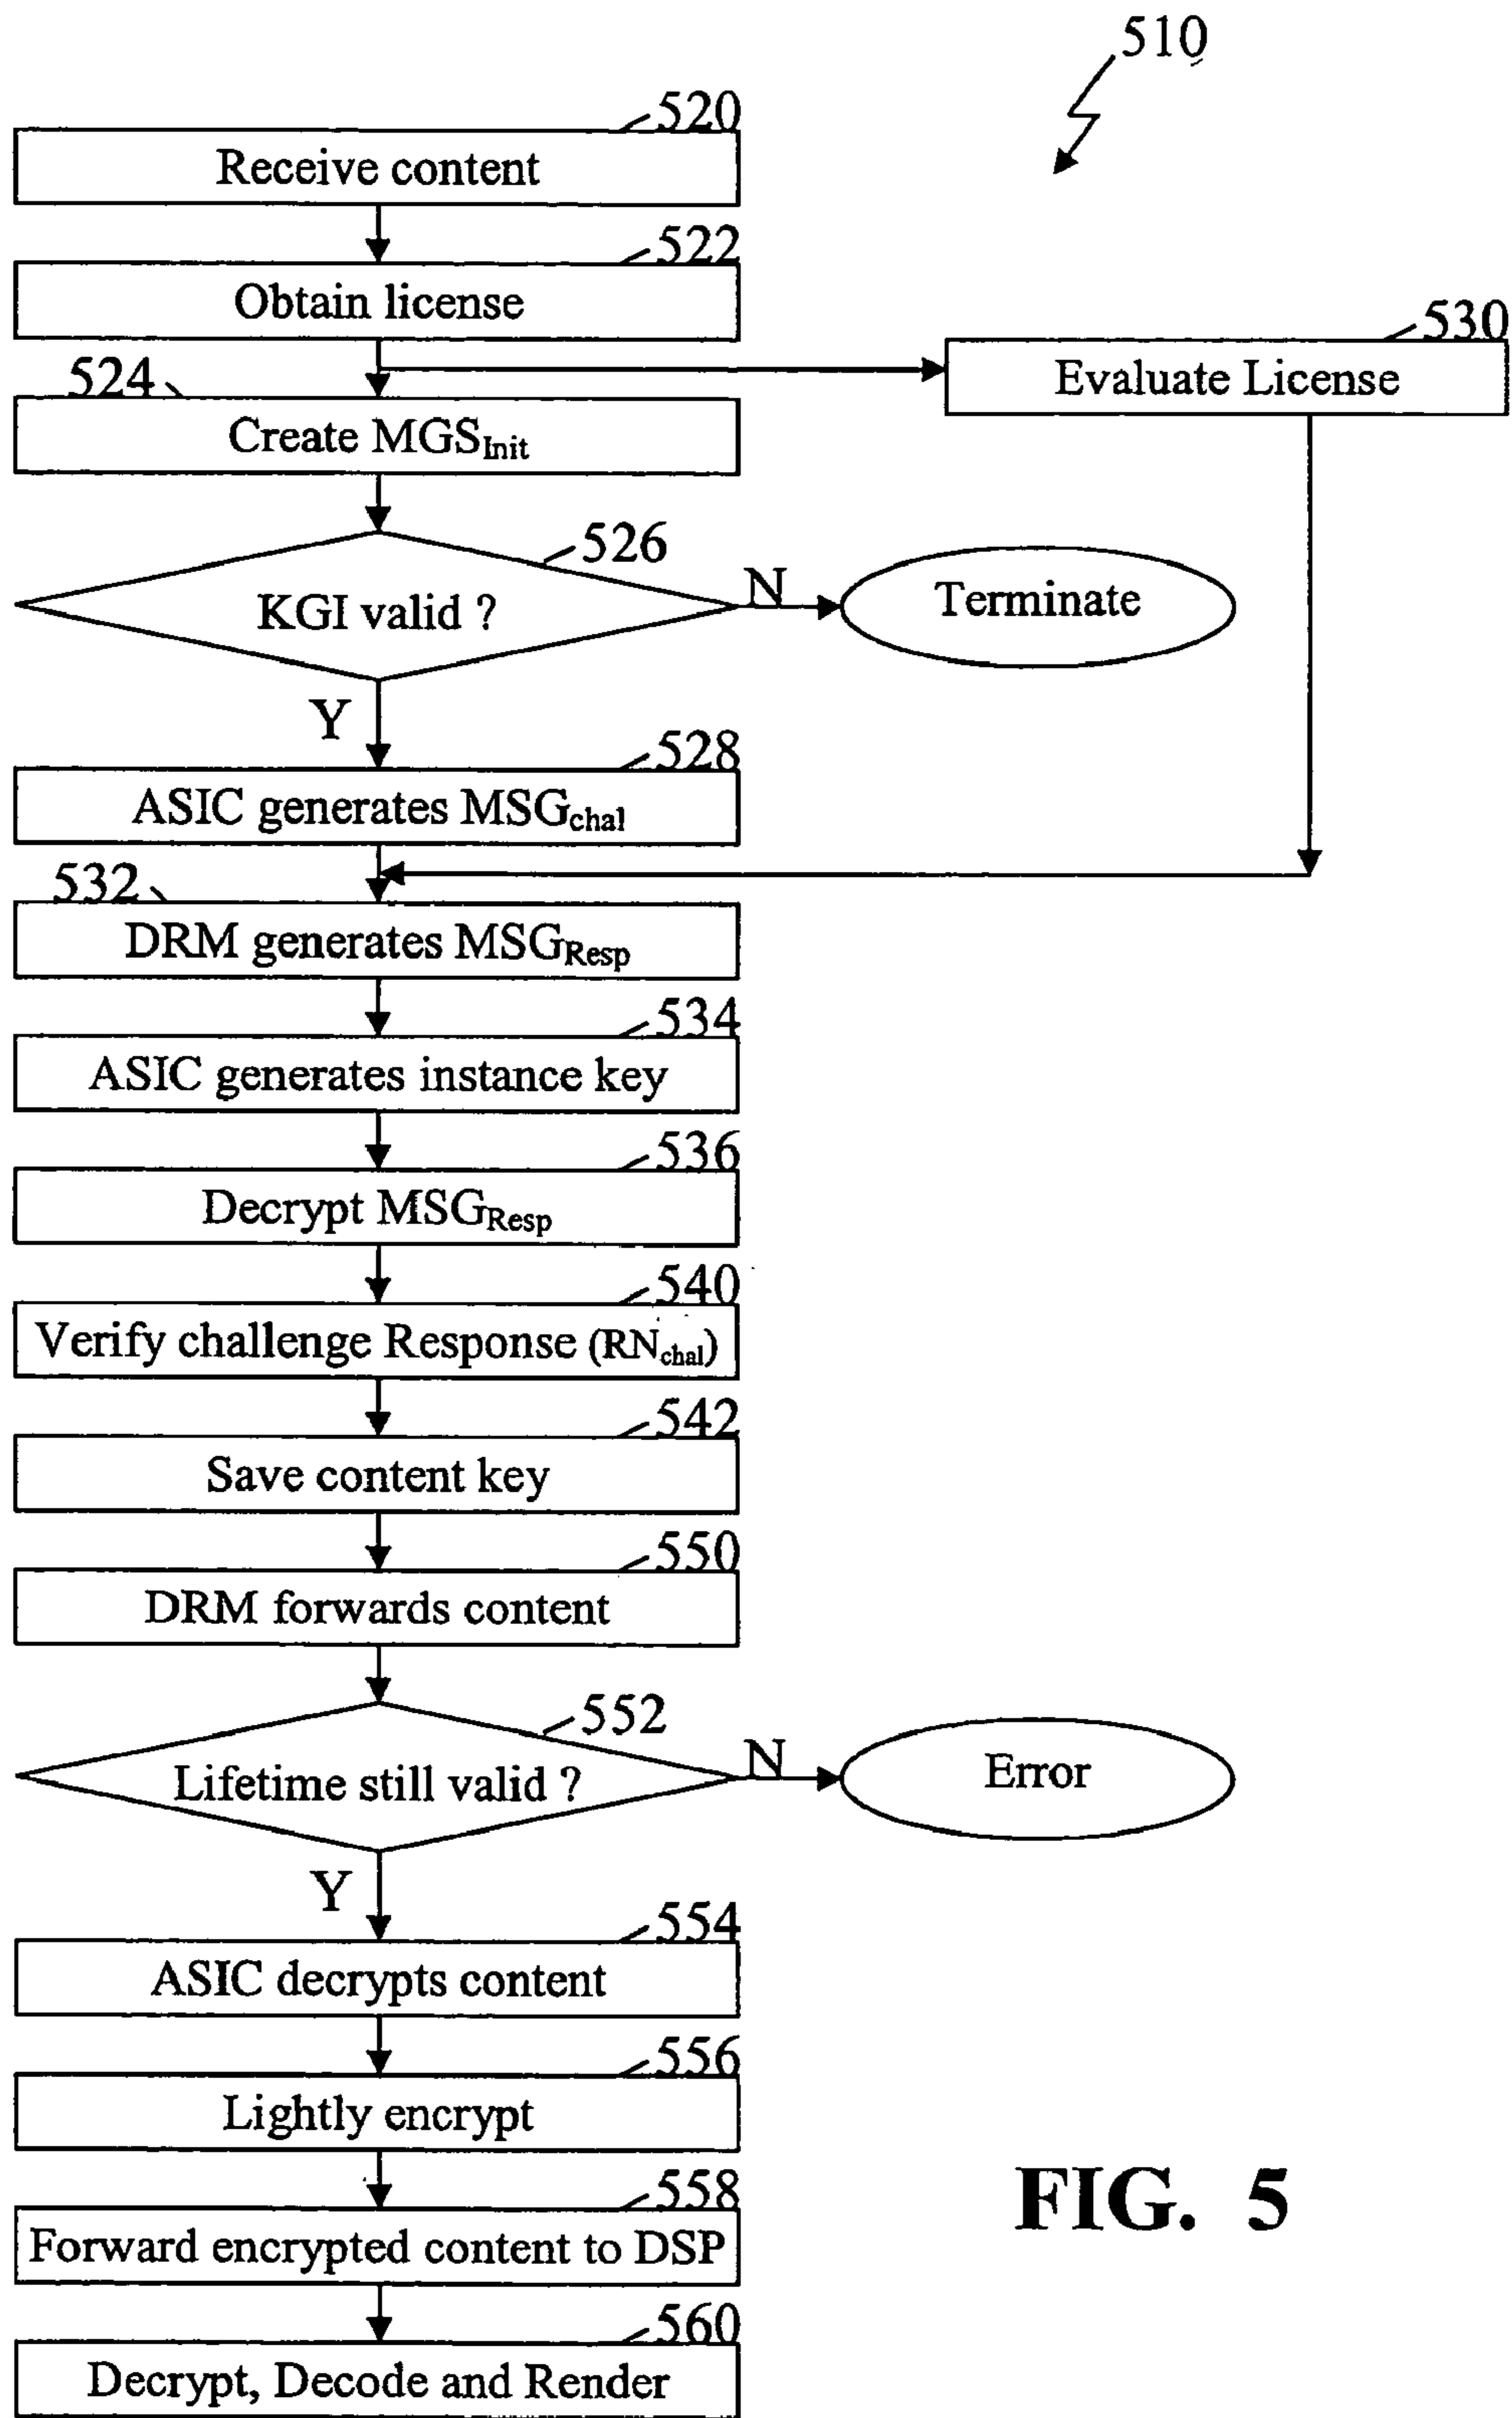 510
520
Receive content
522
Obtain license
530
Evaluate License
524
Create MGSInit
526
KGI valid ?
N
Terminate
Y
528
ASIC generates MSGchal
532
DRM generates MSGResp
534
ASIC generates instance key
536
Decrypt MSGResp
540
Verify challenge Response (RNchal)
542
Save content key
550
DRM forwards content
552
Lifetime still valid ?
N
Error
Y
554
ASIC decrypts content
556
Lightly encrypt
558
Forward encrypted content to DSP
560
Decrypt, Decode and Render
FIG. 5